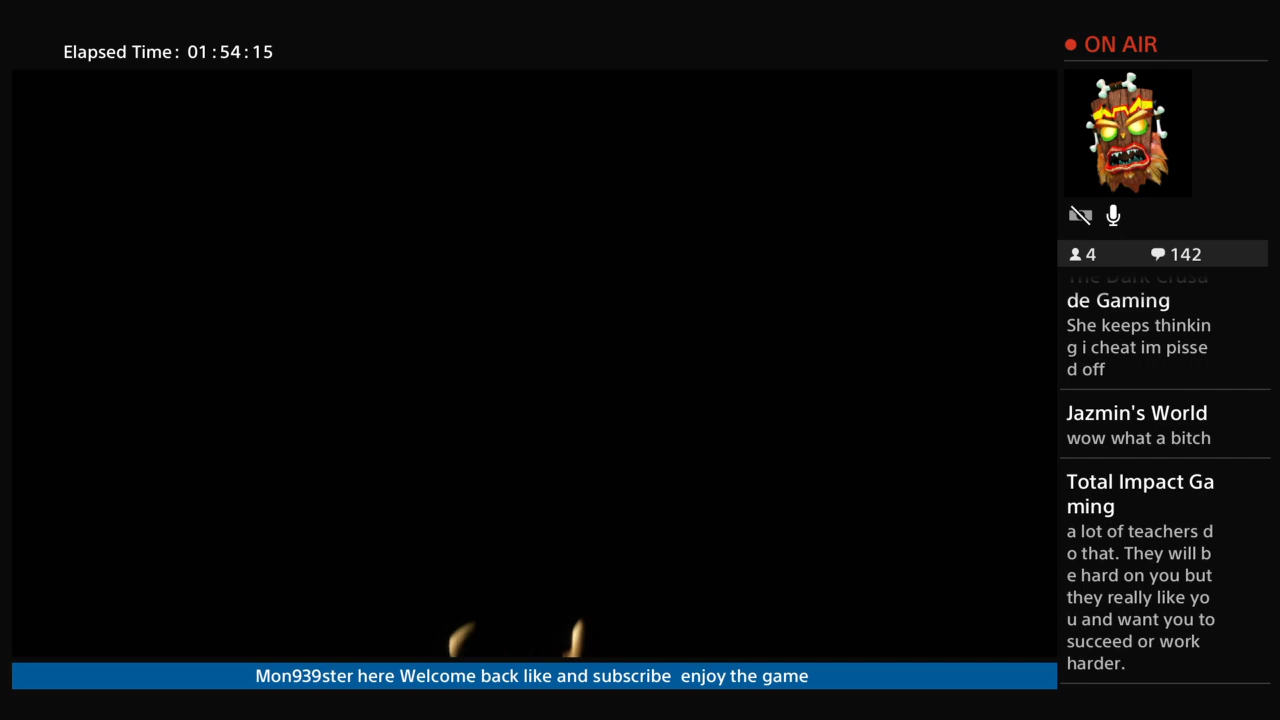 Elapsed Time: 01:54:15
ON AIR
4
142
The Dark Crusa
de Gaming
She keeps thinkin
g i cheat im pisse
d off
Jazmin's World
wow what a bitch
Total Impact Ga
ming
a lot of teachers d
o that. They will b
e hard on you but
they really like yo
u and want you to
succeed or work
harder.
Mon939ster here Welcome back like and subscribe enjoy the game